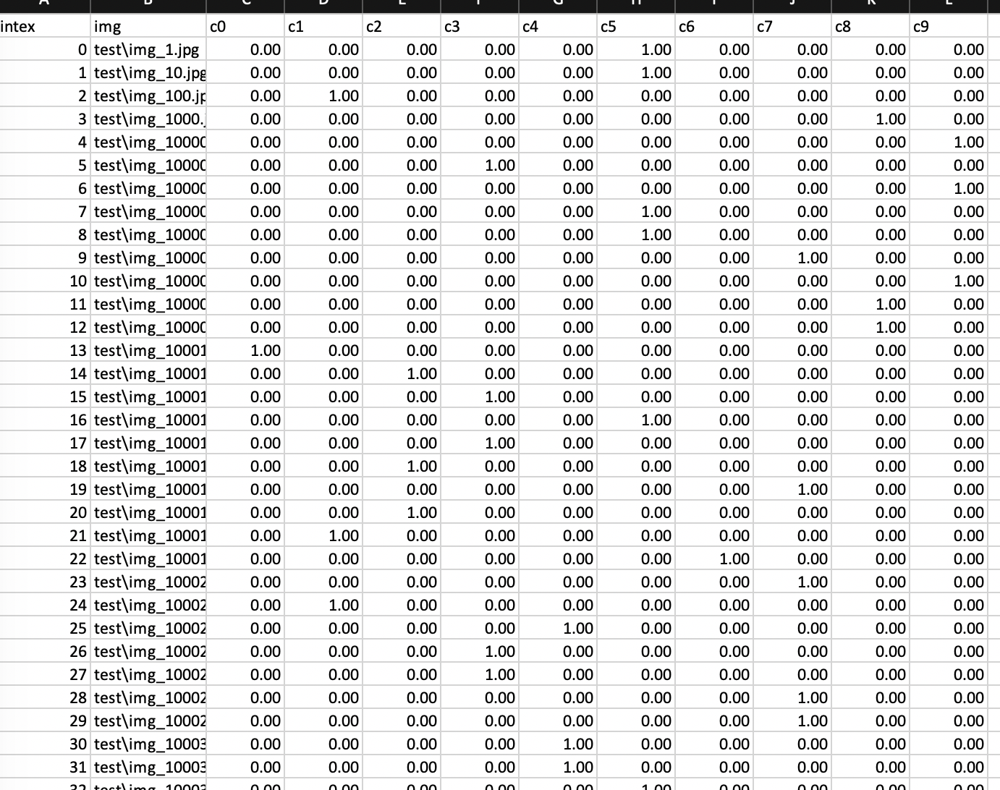 A B C D E F G H I J K L
intex img c0 c1 c2 c3 c4 c5 c6 c7 c8 c9
0 test\img_1.jpg 0.00 0.00 0.00 0.00 0.00 1.00 0.00 0.00 0.00 0.00
1 test\img_10.jpg 0.00 0.00 0.00 0.00 0.00 1.00 0.00 0.00 0.00 0.00
2 test\img_100.jp 0.00 1.00 0.00 0.00 0.00 0.00 0.00 0.00 0.00 0.00
3 test\img_1000.j 0.00 0.00 0.00 0.00 0.00 0.00 0.00 0.00 1.00 0.00
4 test\img_10000 0.00 0.00 0.00 0.00 0.00 0.00 0.00 0.00 0.00 1.00
5 test\img_10000 0.00 0.00 0.00 1.00 0.00 0.00 0.00 0.00 0.00 0.00
6 test\img_10000 0.00 0.00 0.00 0.00 0.00 0.00 0.00 0.00 0.00 1.00
7 test\img_10000 0.00 0.00 0.00 0.00 0.00 1.00 0.00 0.00 0.00 0.00
8 test\img_10000 0.00 0.00 0.00 0.00 0.00 1.00 0.00 0.00 0.00 0.00
9 test\img_10000 0.00 0.00 0.00 0.00 0.00 0.00 0.00 1.00 0.00 0.00
10 test\img_10000 0.00 0.00 0.00 0.00 0.00 0.00 0.00 0.00 0.00 1.00
11 test\img_10000 0.00 0.00 0.00 0.00 0.00 0.00 0.00 0.00 1.00 0.00
12 test\img_10000 0.00 0.00 0.00 0.00 0.00 0.00 0.00 0.00 1.00 0.00
13 test\img_10001 1.00 0.00 0.00 0.00 0.00 0.00 0.00 0.00 0.00 0.00
14 test\img_10001 0.00 0.00 1.00 0.00 0.00 0.00 0.00 0.00 0.00 0.00
15 test\img_10001 0.00 0.00 0.00 1.00 0.00 0.00 0.00 0.00 0.00 0.00
16 test\img_10001 0.00 0.00 0.00 0.00 0.00 1.00 0.00 0.00 0.00 0.00
17 test\img_10001 0.00 0.00 0.00 1.00 0.00 0.00 0.00 0.00 0.00 0.00
18 test\img_10001 0.00 0.00 1.00 0.00 0.00 0.00 0.00 0.00 0.00 0.00
19 test\img_10001 0.00 0.00 0.00 0.00 0.00 0.00 0.00 1.00 0.00 0.00
20 test\img_10001 0.00 0.00 1.00 0.00 0.00 0.00 0.00 0.00 0.00 0.00
21 test\img_10001 0.00 1.00 0.00 0.00 0.00 0.00 0.00 0.00 0.00 0.00
22 test\img_10001 0.00 0.00 0.00 0.00 0.00 0.00 1.00 0.00 0.00 0.00
23 test\img_10002 0.00 0.00 0.00 0.00 0.00 0.00 0.00 1.00 0.00 0.00
24 test\img_10002 0.00 1.00 0.00 0.00 0.00 0.00 0.00 0.00 0.00 0.00
25 test\img_10002 0.00 0.00 0.00 0.00 1.00 0.00 0.00 0.00 0.00 0.00
26 test\img_10002 0.00 0.00 0.00 1.00 0.00 0.00 0.00 0.00 0.00 0.00
27 test\img_10002 0.00 0.00 0.00 1.00 0.00 0.00 0.00 0.00 0.00 0.00
28 test\img_10002 0.00 0.00 0.00 0.00 0.00 0.00 0.00 1.00 0.00 0.00
29 test\img_10002 0.00 0.00 0.00 0.00 0.00 0.00 0.00 1.00 0.00 0.00
30 test\img_10003 0.00 0.00 0.00 0.00 1.00 0.00 0.00 0.00 0.00 0.00
31 test\img_10003 0.00 0.00 0.00 0.00 1.00 0.00 0.00 0.00 0.00 0.00
32 test\img_10003 0.00 0.00 0.00 0.00 0.00 1.00 0.00 0.00 0.00 0.00